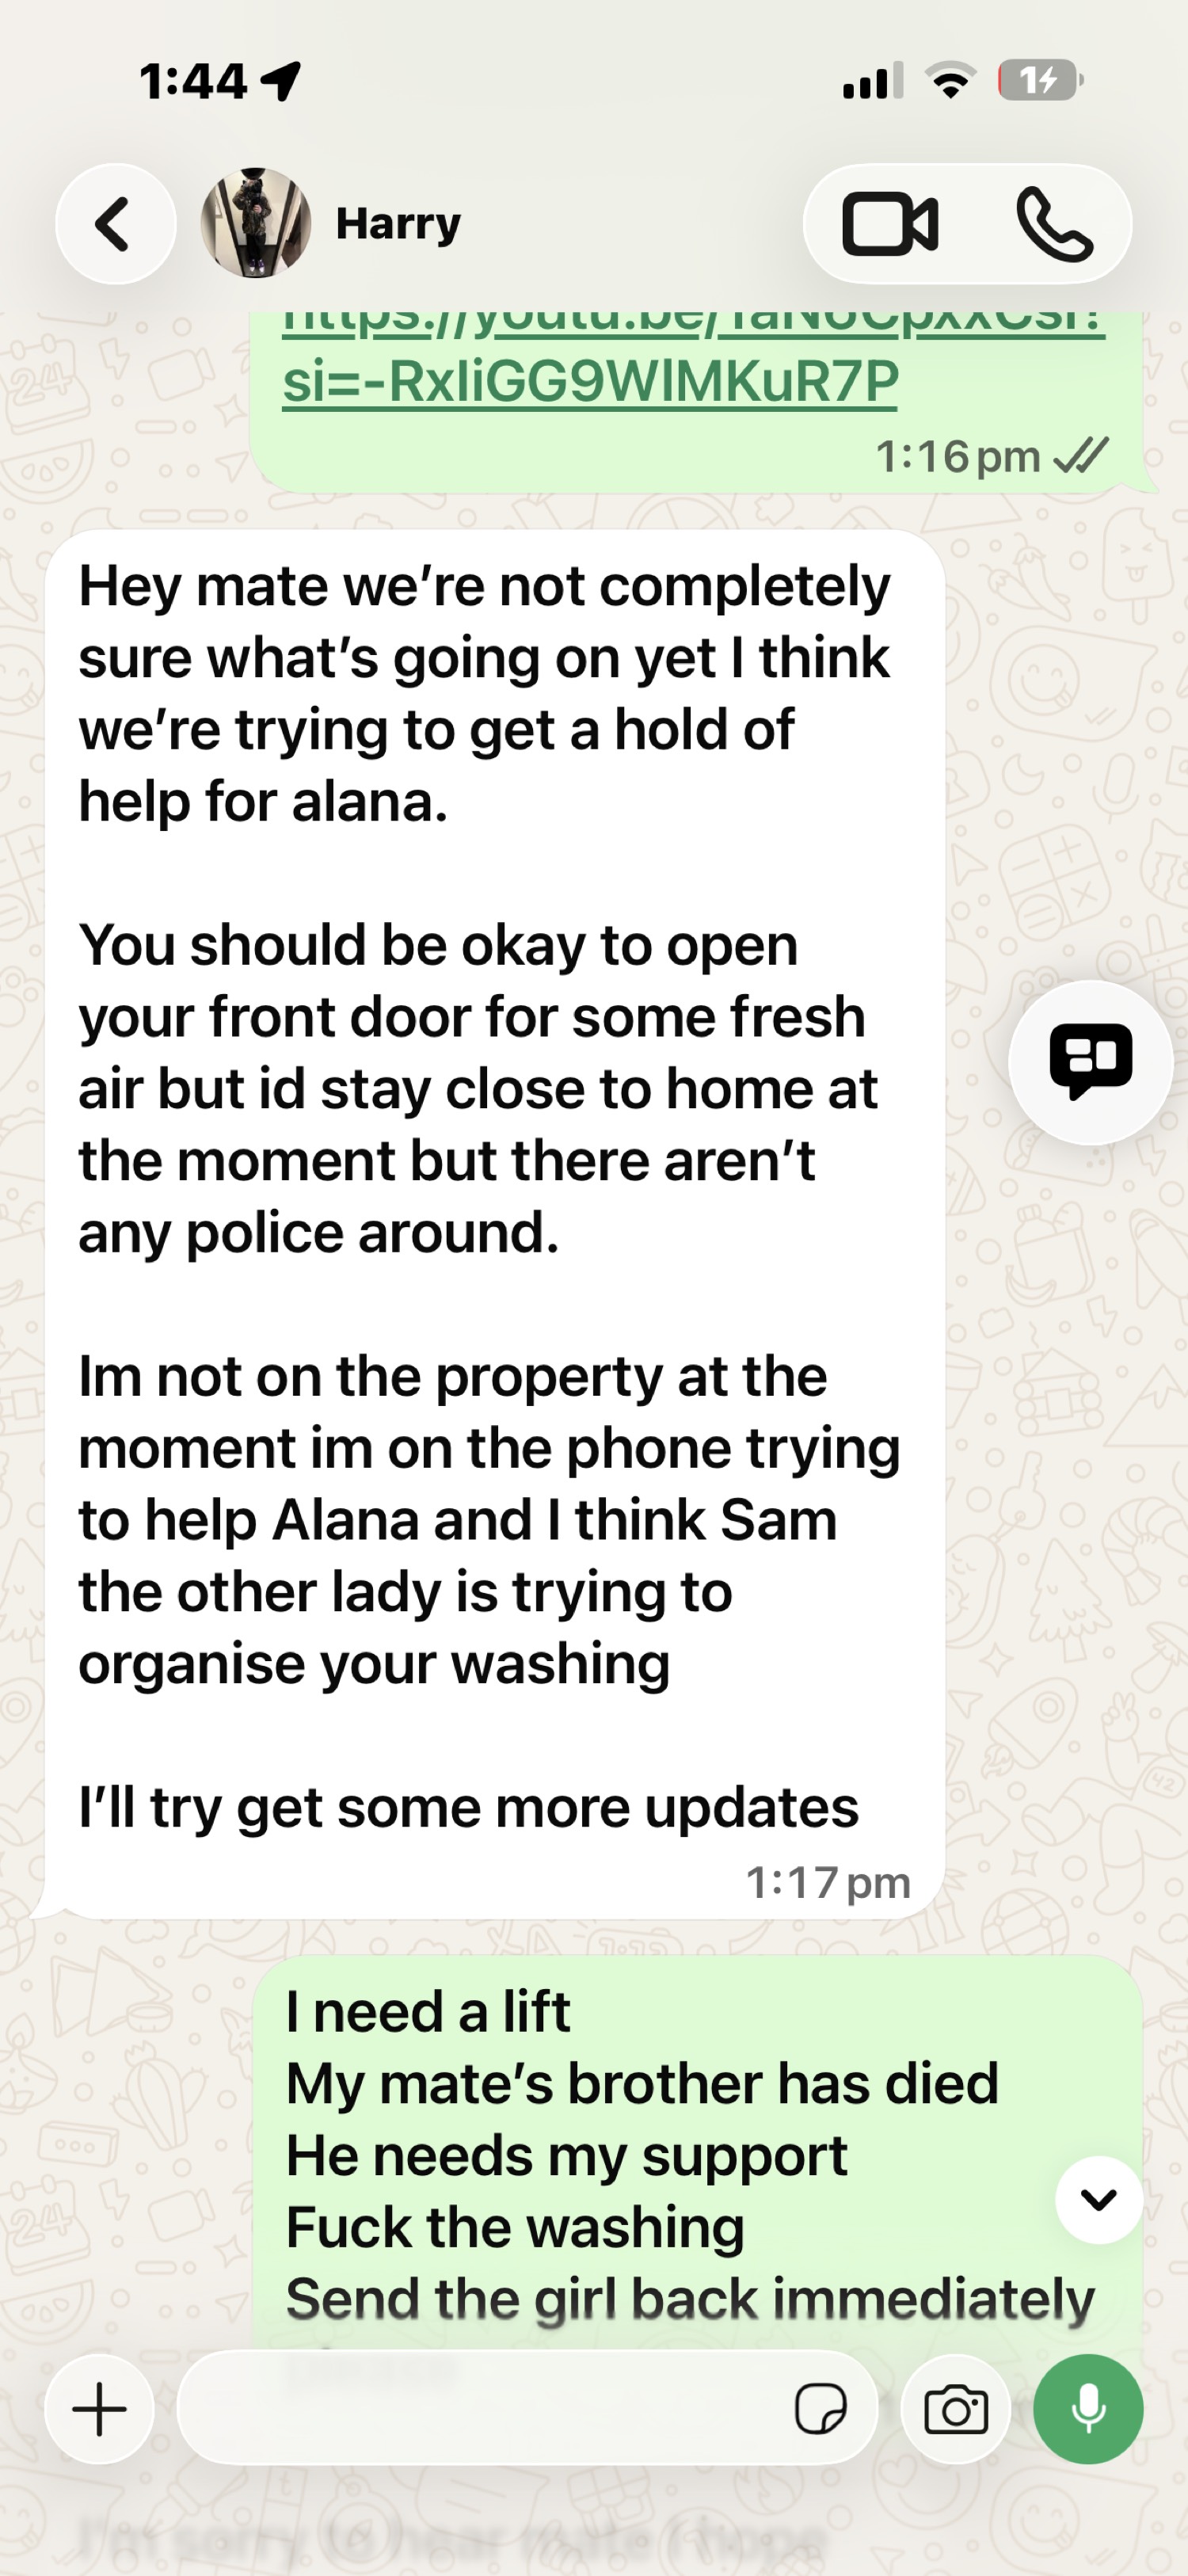 1:44
1
Harry
si=-RxliGG9WlMKuR7P
1:16 pm
Hey mate we’re not completely
sure what’s going on yet I think
we’re trying to get a hold of
help for alana.
You should be okay to open
your front door for some fresh
air but id stay close to home at
the moment but there aren’t
any police around.
Im not on the property at the
moment im on the phone trying
to help Alana and I think Sam
the other lady is trying to
organise your washing
I’ll try get some more updates
1:17 pm
I need a lift
My mate’s brother has died
He needs my support
Fuck the washing
Send the girl back immediately
I’m sorry to hear mate I hope